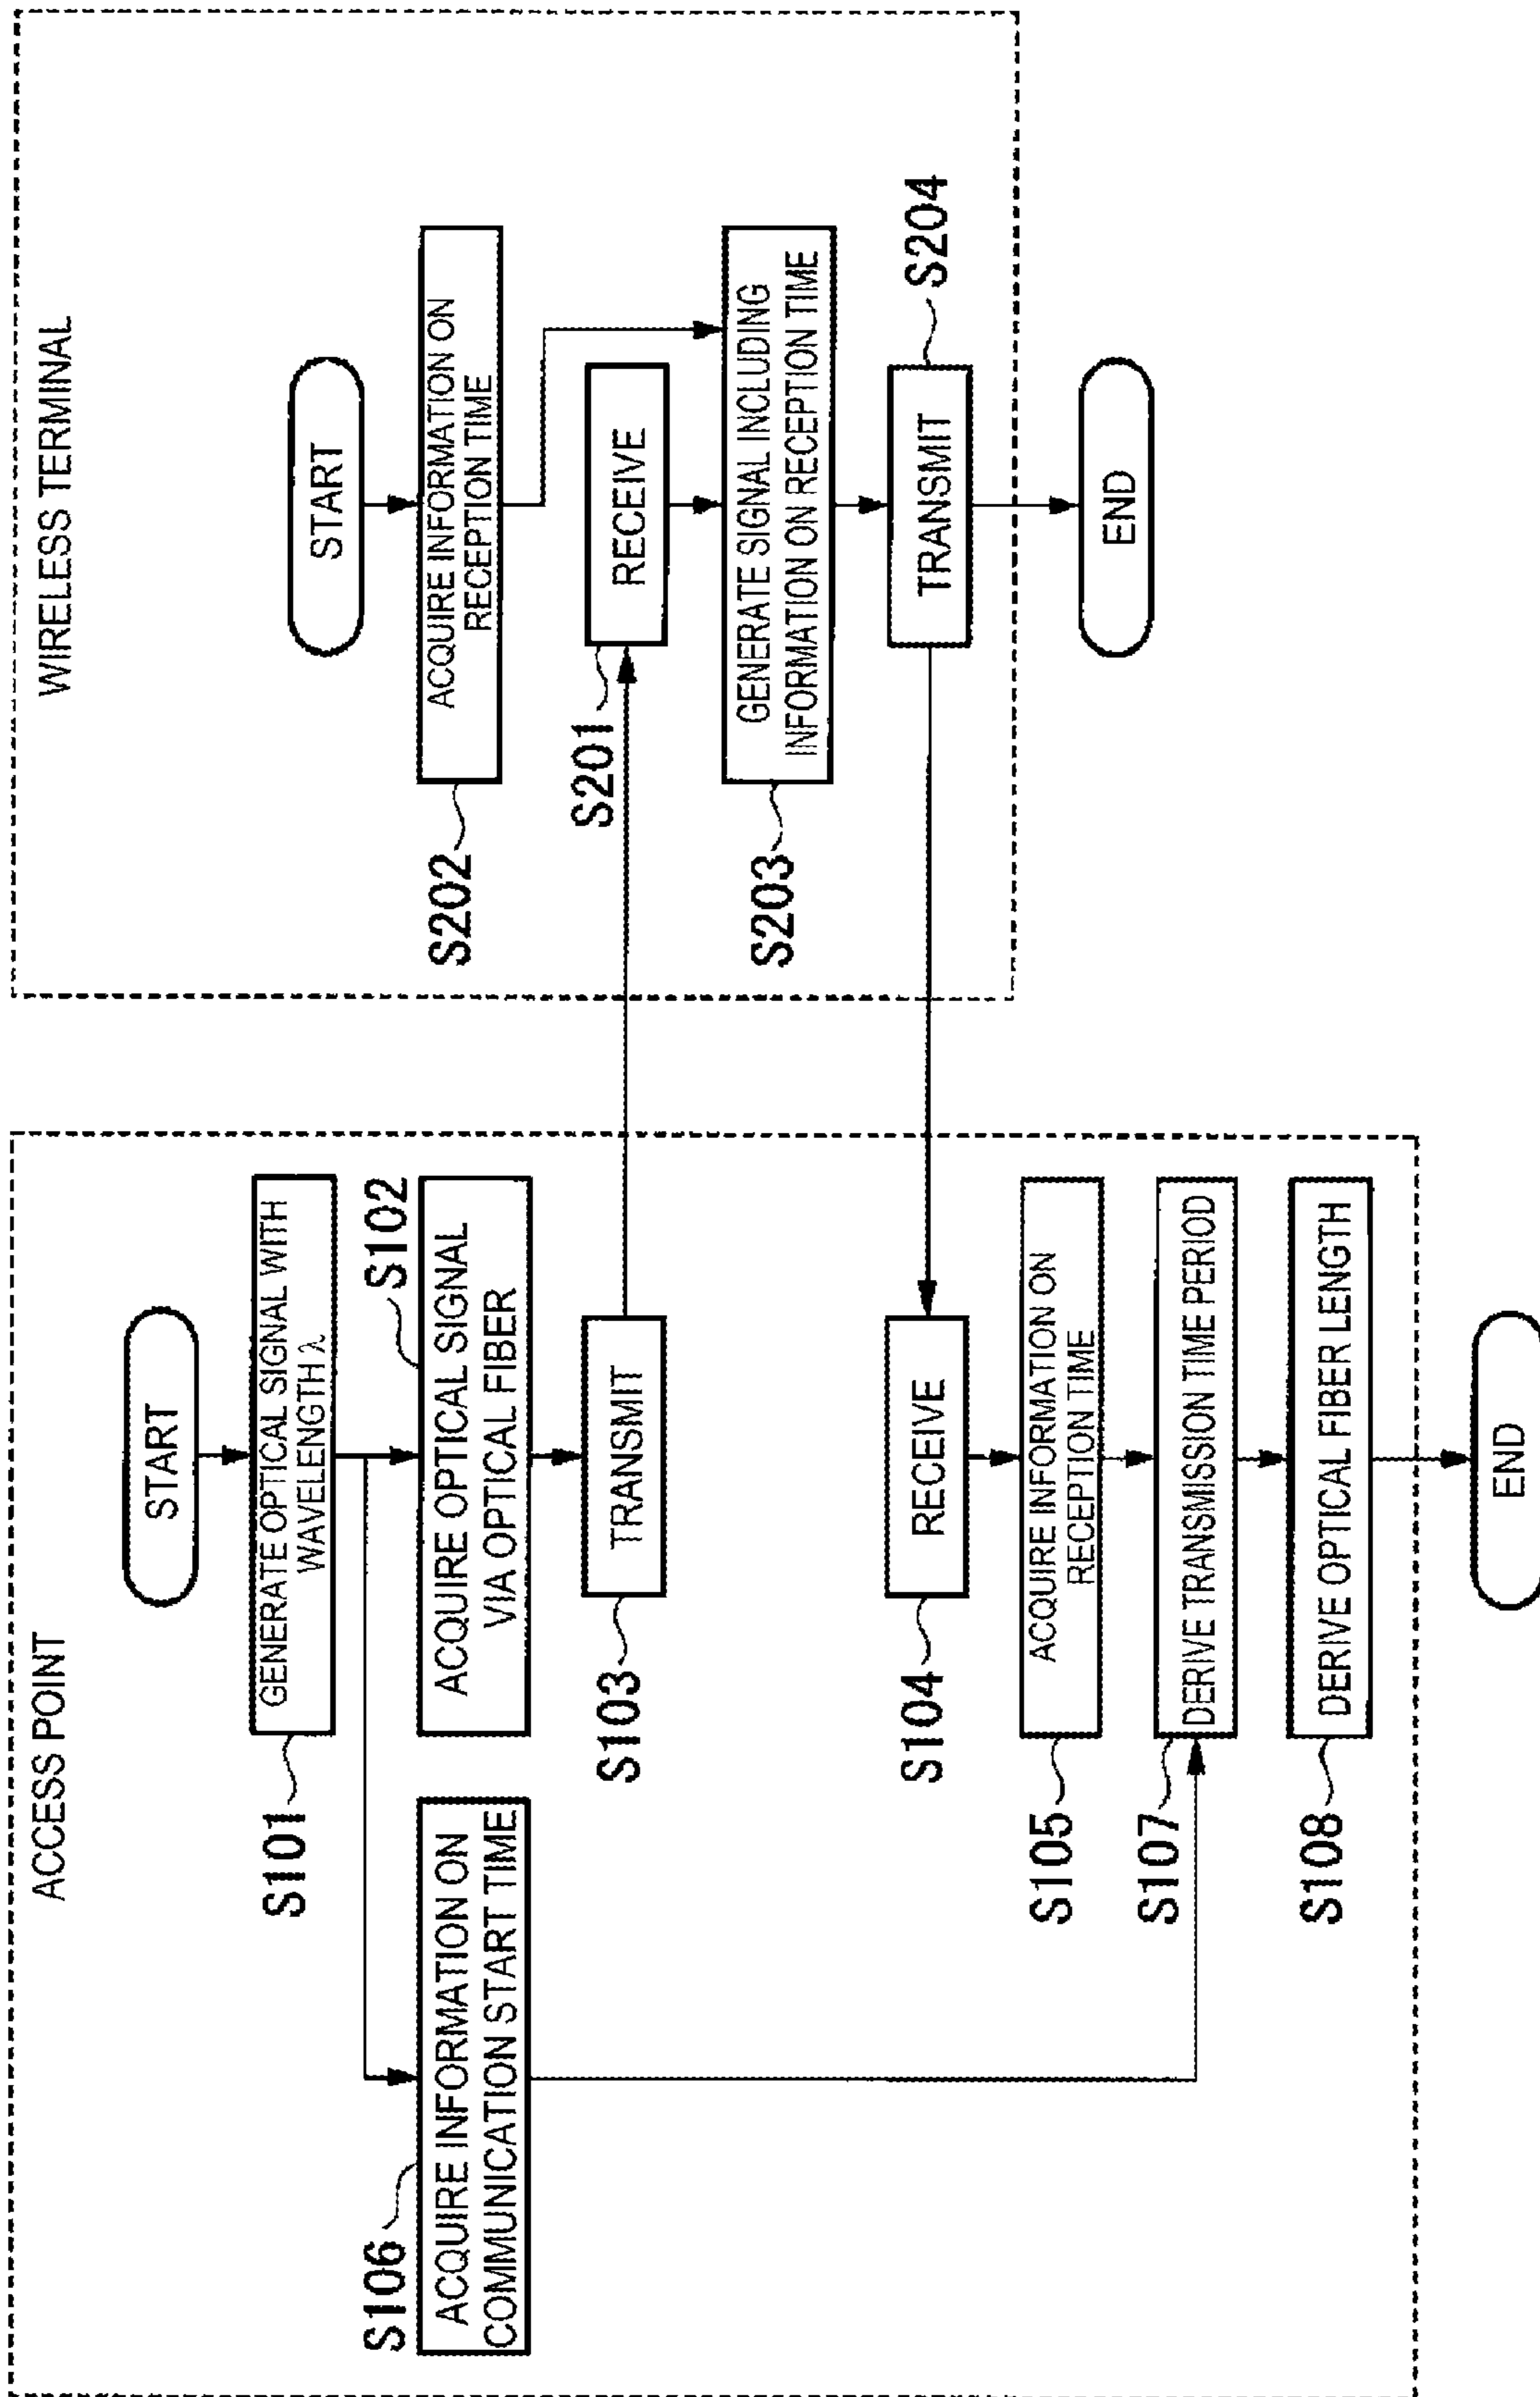 ACCESS POINT
START
S101
GENERATE OPTICAL SIGNAL WITH
WAVELENGTH λ
S106
ACQUIRE INFORMATION ON
COMMUNICATION START TIME
S102
ACQUIRE OPTICAL SIGNAL
VIA OPTICAL FIBER
S103
TRANSMIT
S104
RECEIVE
S105
ACQUIRE INFORMATION ON
RECEPTION TIME
S107
DERIVE TRANSMISSION TIME PERIOD
S108
DERIVE OPTICAL FIBER LENGTH
END
WIRELESS TERMINAL
START
S202
ACQUIRE INFORMATION ON
RECEPTION TIME
S201
RECEIVE
S203
GENERATE SIGNAL INCLUDING
INFORMATION ON RECEPTION TIME
S204
TRANSMIT
END